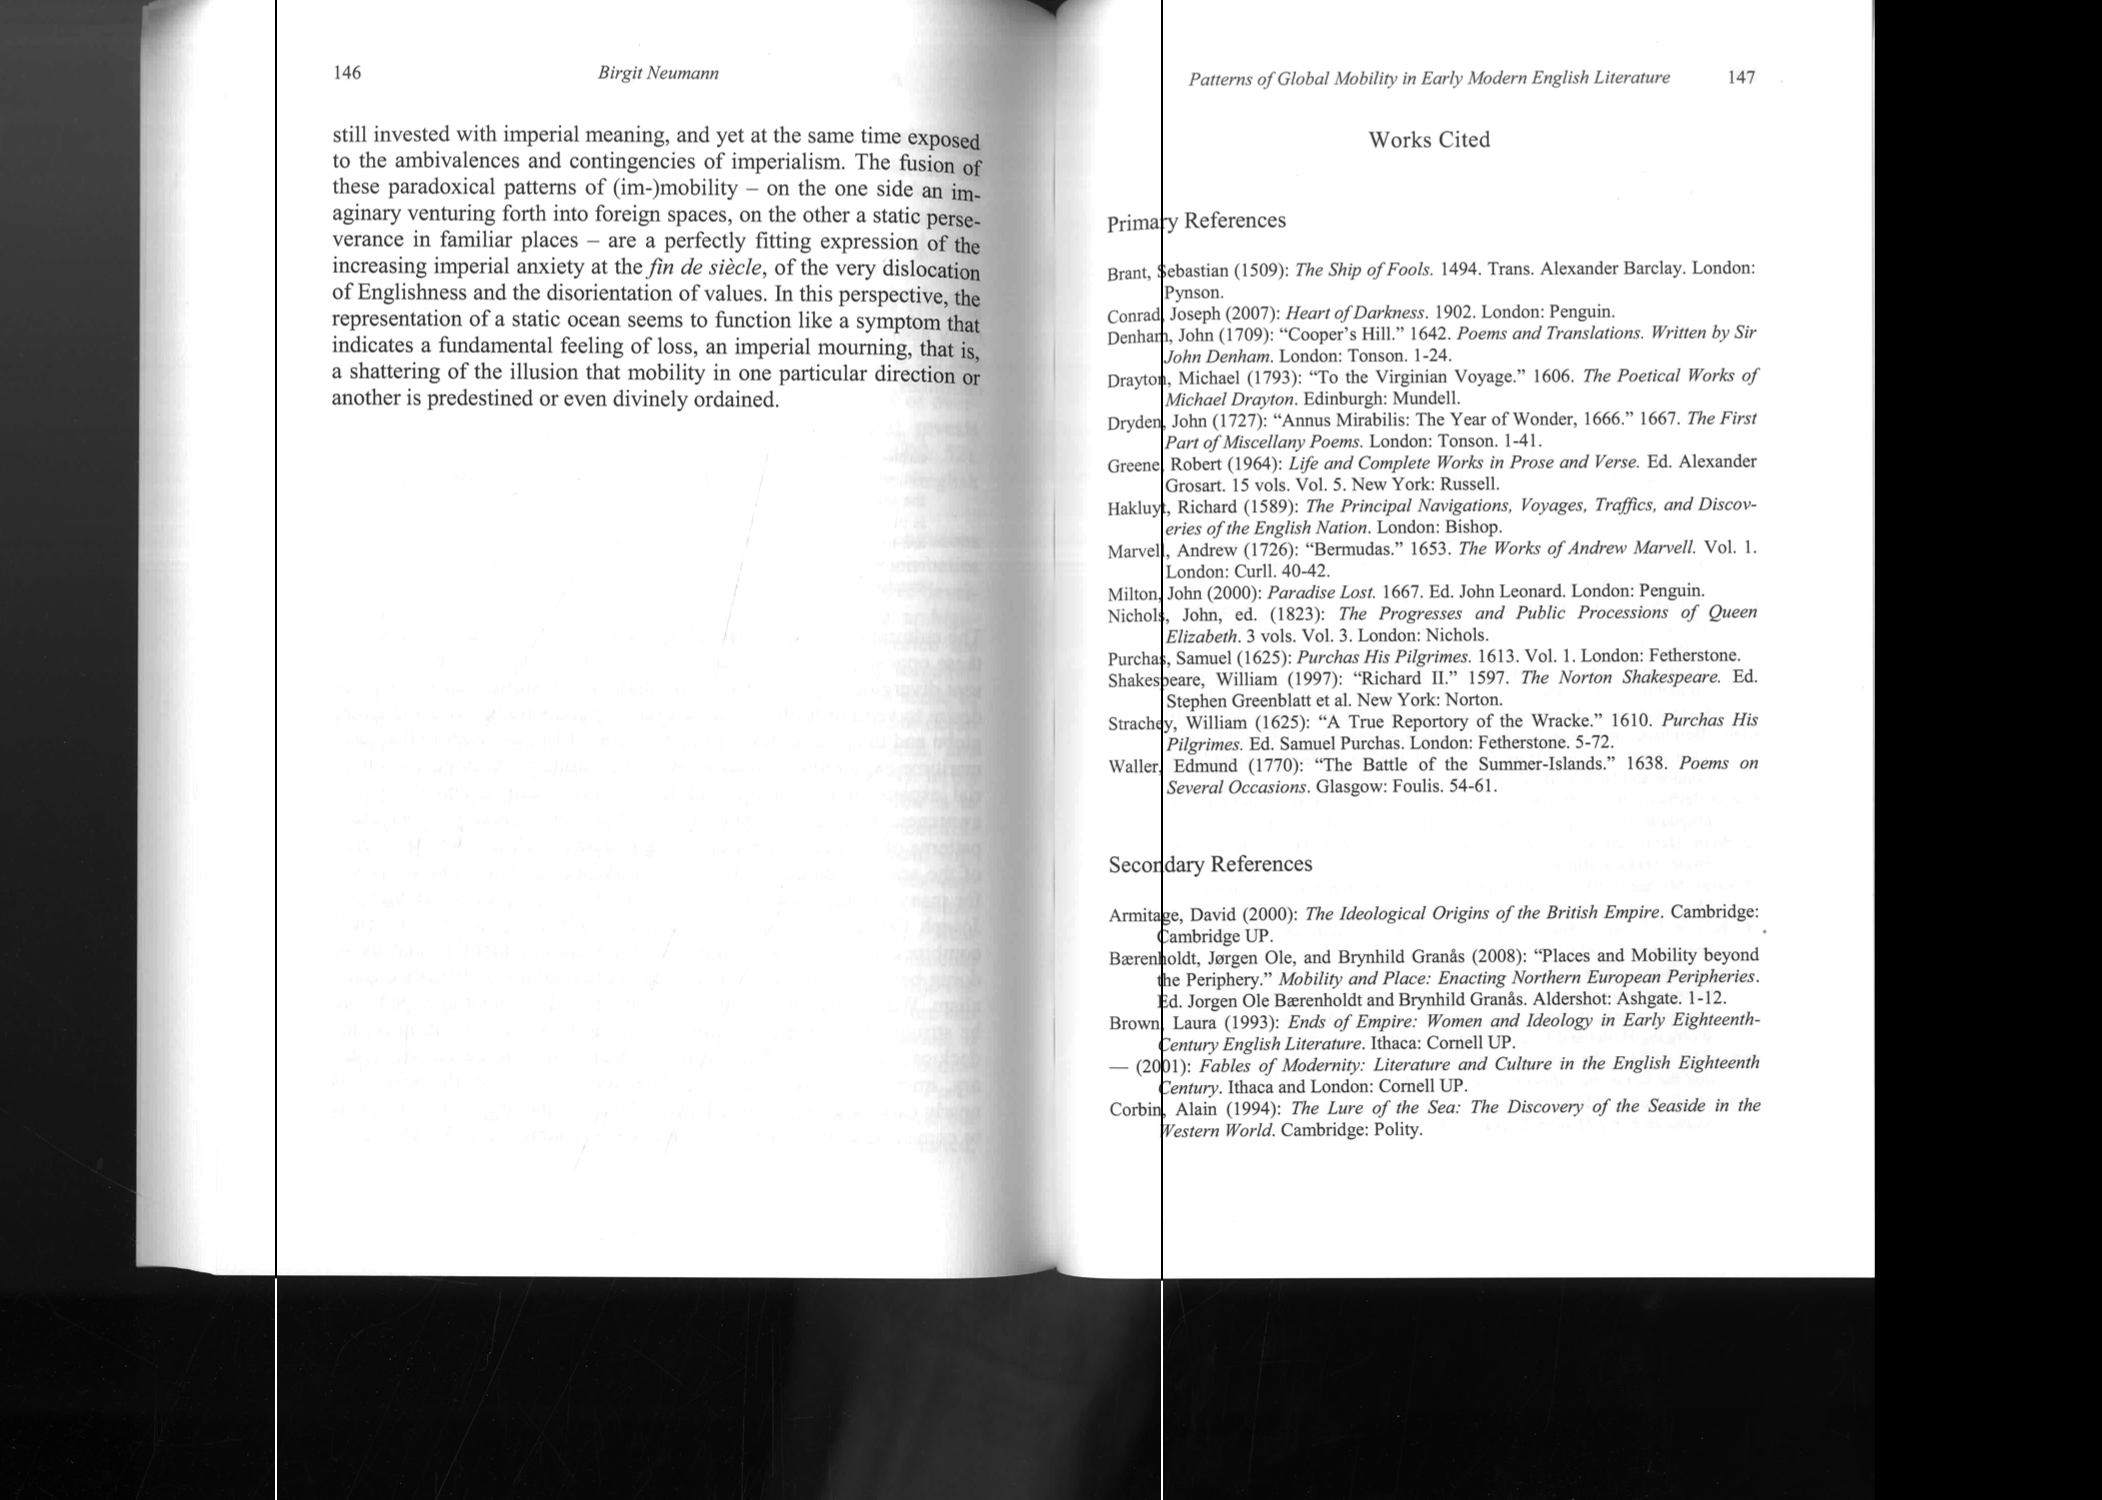 146
Birgit Neumann
still invested with imperial meaning, and yet at the same time exposed
to the ambivalences and contingencies of imperialism. The fusion of
these paradoxical patterns of (im-)mobility – on the one side an im-
aginary venturing forth into foreign spaces, on the other a static perse-
verance in familiar places – are a perfectly fitting expression of the
increasing imperial anxiety at the fin de siècle, of the very dislocation
of Englishness and the disorientation of values. In this perspective, the
representation of a static ocean seems to function like a symptom that
indicates a fundamental feeling of loss, an imperial mourning, that is,
a shattering of the illusion that mobility in one particular direction or
another is predestined or even divinely ordained.
Patterns of Global Mobility in Early Modern English Literature
147
Works Cited
Primary References
Brant, Sebastian (1509): The Ship of Fools. 1494. Trans. Alexander Barclay. London:
Pynson.
Conrad, Joseph (2007): Heart of Darkness. 1902. London: Penguin.
Denham, John (1709): “Cooper’s Hill.” 1642. Poems and Translations. Written by Sir
John Denham. London: Tonson. 1-24.
Drayton, Michael (1793): “To the Virginian Voyage.” 1606. The Poetical Works of
Michael Drayton. Edinburgh: Mundell.
Dryden, John (1727): “Annus Mirabilis: The Year of Wonder, 1666.” 1667. The First
Part of Miscellany Poems. London: Tonson. 1-41.
Greene, Robert (1964): Life and Complete Works in Prose and Verse. Ed. Alexander
Grosart. 15 vols. Vol. 5. New York: Russell.
Hakluyt, Richard (1589): The Principal Navigations, Voyages, Traffics, and Discov-
eries of the English Nation. London: Bishop.
Marvell, Andrew (1726): “Bermudas.” 1653. The Works of Andrew Marvell. Vol. 1.
London: Curll. 40-42.
Milton, John (2000): Paradise Lost. 1667. Ed. John Leonard. London: Penguin.
Nichols, John, ed. (1823): The Progresses and Public Processions of Queen
Elizabeth. 3 vols. Vol. 3. London: Nichols.
Purchas, Samuel (1625): Purchas His Pilgrimes. 1613. Vol. 1. London: Fetherstone.
Shakespeare, William (1997): “Richard II.” 1597. The Norton Shakespeare. Ed.
Stephen Greenblatt et al. New York: Norton.
Strachey, William (1625): “A True Reportory of the Wracke.” 1610. Purchas His
Pilgrimes. Ed. Samuel Purchas. London: Fetherstone. 5-72.
Waller, Edmund (1770): “The Battle of the Summer-Islands.” 1638. Poems on
Several Occasions. Glasgow: Foulis. 54-61.
Secondary References
Armitage, David (2000): The Ideological Origins of the British Empire. Cambridge:
Cambridge UP.
Bærenholdt, Jørgen Ole, and Brynhild Granås (2008): “Places and Mobility beyond
the Periphery.” Mobility and Place: Enacting Northern European Peripheries.
Ed. Jorgen Ole Bærenholdt and Brynhild Granås. Aldershot: Ashgate. 1-12.
Brown, Laura (1993): Ends of Empire: Women and Ideology in Early Eighteenth-
Century English Literature. Ithaca: Cornell UP.
— (2001): Fables of Modernity: Literature and Culture in the English Eighteenth
Century. Ithaca and London: Cornell UP.
Corbin, Alain (1994): The Lure of the Sea: The Discovery of the Seaside in the
Western World. Cambridge: Polity.